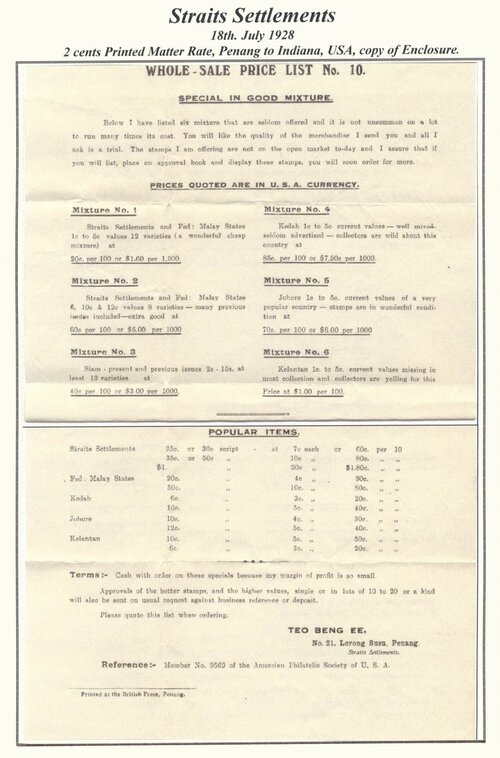 Straits Settlements
18th. July 1928
2 cents Printed Matter Rate, Penang to Indiana, USA, copy of Enclosure.
WHOLE-SALE PRICE LIST No. 10.
SPECIAL IN GOOD MIXTURE.
Below I have listed six mixture that are seldom offered and it is not uncommon on a lot
to run many times its cost. You will like the quality of the merchandise I send you and all I
ask is a trial. The stamps I am offering are not on the open market to-day and I assure that if
you will list, place on approval book and display these stamps, you will soon order for more.
PRICES QUOTED ARE IN U.S.A. CURRENCY.
Mixture No. 1
Straits Settlements and Fed: Malay States
1c to 5c values 12 varieties (a wonderful cheap
mixture) at
20c. per 100 or $1.60 per 1,000.
Mixture No. 2
Straits Settlements and Fed: Malay States
6, 10c & 12c values 8 varieties — many previous
issues included—extra good at
60c per 100 or $5.00 per 1000
Mixture No. 3
Siam - present and previous issues 2s - 15s. at
least 12 varieties at
40c per 100 or $3.00 per 1000.
Mixture No. 4
Kedah 1c to 5c. current values — well mixed-
seldom advertised — collectors are wild about this
country at
85c. per 100 or $7.50c per 1000.
Mixture No. 5
Johore 1c to 5c. current values of a very
popular country — stamps are in wonderful condi-
tion at
70c. per 100 or $6.00 per 1000
Mixture No. 6
Kelantan 1c. to 5c. current values missing in
most collection and collectors are yelling for this
Price at $1.00 per 100.
POPULAR ITEMS.
Straits Settlements 25c. or 30c script - at 7c each or 60c. per 10
35c. or 50c „ 10c „ 80c. „ „
$1. „ 20c „ $1.80c. „ „
Fed: Malay States 20c. „ 4c „ 30c. „ „
50c. „ 10c. „ 80c. „ „
Kedah 6c. „ 3c. „ 20c. „ „
10c. „ 5c. „ 40c. „ „
Johore 10c. „ 4c. „ 30c. „ „
12c. „ 5c. „ 40c. „ „
Kelantan 10c. „ 5c. „ 50c. „ „
6c. „ 3c. „ 20c. „ „
Terms:- Cash with order on these specials because my margin of profit is so small
Approvals of the better stamps, and the higher values, single or in lots of 10 to 20 or a kind
will also be sent on usual request against business reference or deposit.
Please quote this list when ordering.
TEO BENG EE,
No. 21, Lorong Susu, Penang.
Straits Settlements.
Reference:- Member No. 9569 of the Amercian Philatelic Society of U. S. A.
Printed at the British Press, Penang.